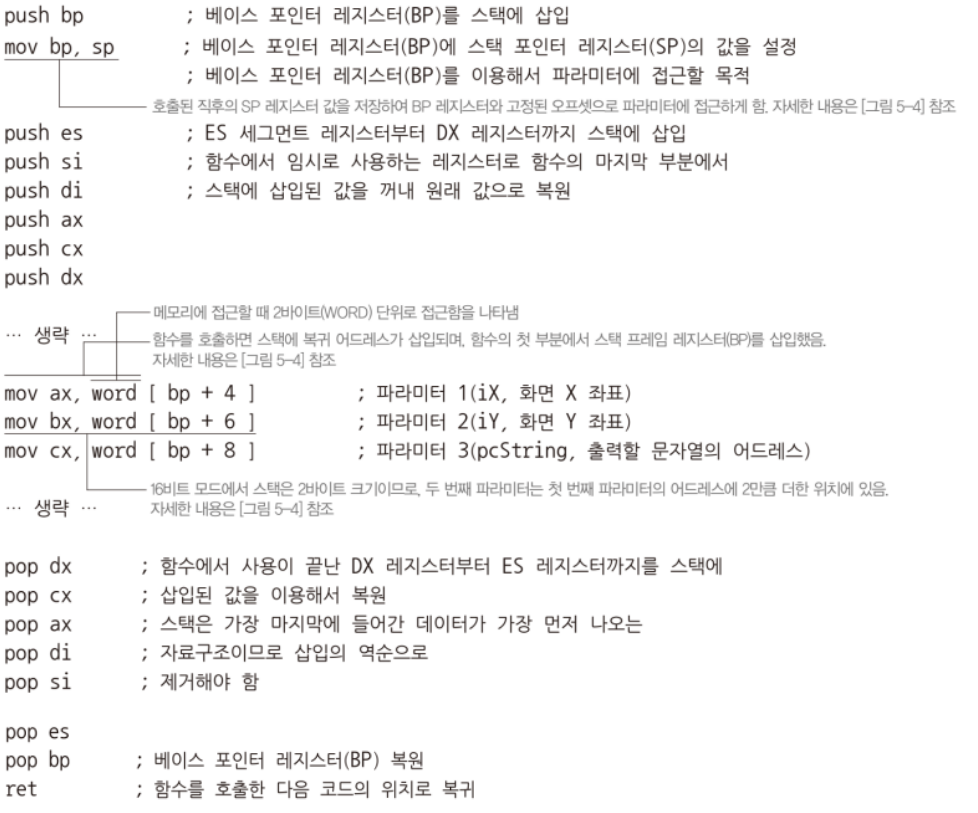 push bp ; 베이스 포인터 레지스터(BP)를 스택에 삽입
mov bp, sp ; 베이스 포인터 레지스터(BP)에 스택 포인터 레지스터(SP)의 값을 설정
; 베이스 포인터 레지스터(BP)를 이용해서 파라미터에 접근할 목적
호출된 직후의 SP 레지스터 값을 저장하여 BP 레지스터와 고정된 오프셋으로 파라미터에 접근하게 함. 자세한 내용은 [그림 5-4] 참조
push es ; ES 세그먼트 레지스터부터 DX 레지스터까지 스택에 삽입
push si ; 함수에서 임시로 사용하는 레지스터로 함수의 마지막 부분에서
push di ; 스택에 삽입된 값을 꺼내 원래 값으로 복원
push ax
push cx
push dx
메모리에 접근할 때 2바이트(WORD) 단위로 접근함을 나타냄
… 생략 …
함수를 호출하면 스택에 복귀 어드레스가 삽입되며, 함수의 첫 부분에서 스택 프레임 레지스터(BP)를 삽입했음.
자세한 내용은 [그림 5-4] 참조
mov ax, word [ bp + 4 ] ; 파라미터 1(iX, 화면 X 좌표)
mov bx, word [ bp + 6 ] ; 파라미터 2(iY, 화면 Y 좌표)
mov cx, word [ bp + 8 ] ; 파라미터 3(pcString, 출력할 문자열의 어드레스)
16비트 모드에서 스택은 2바이트 크기이므로, 두 번째 파라미터는 첫 번째 파라미터의 어드레스에 2만큼 더한 위치에 있음.
… 생략 … 자세한 내용은 [그림 5-4] 참조
pop dx ; 함수에서 사용이 끝난 DX 레지스터부터 ES 레지스터까지를 스택에
pop cx ; 삽입된 값을 이용해서 복원
pop ax ; 스택은 가장 마지막에 들어간 데이터가 가장 먼저 나오는
pop di ; 자료구조이므로 삽입의 역순으로
pop si ; 제거해야 함
pop es
pop bp ; 베이스 포인터 레지스터(BP) 복원
ret ; 함수를 호출한 다음 코드의 위치로 복귀